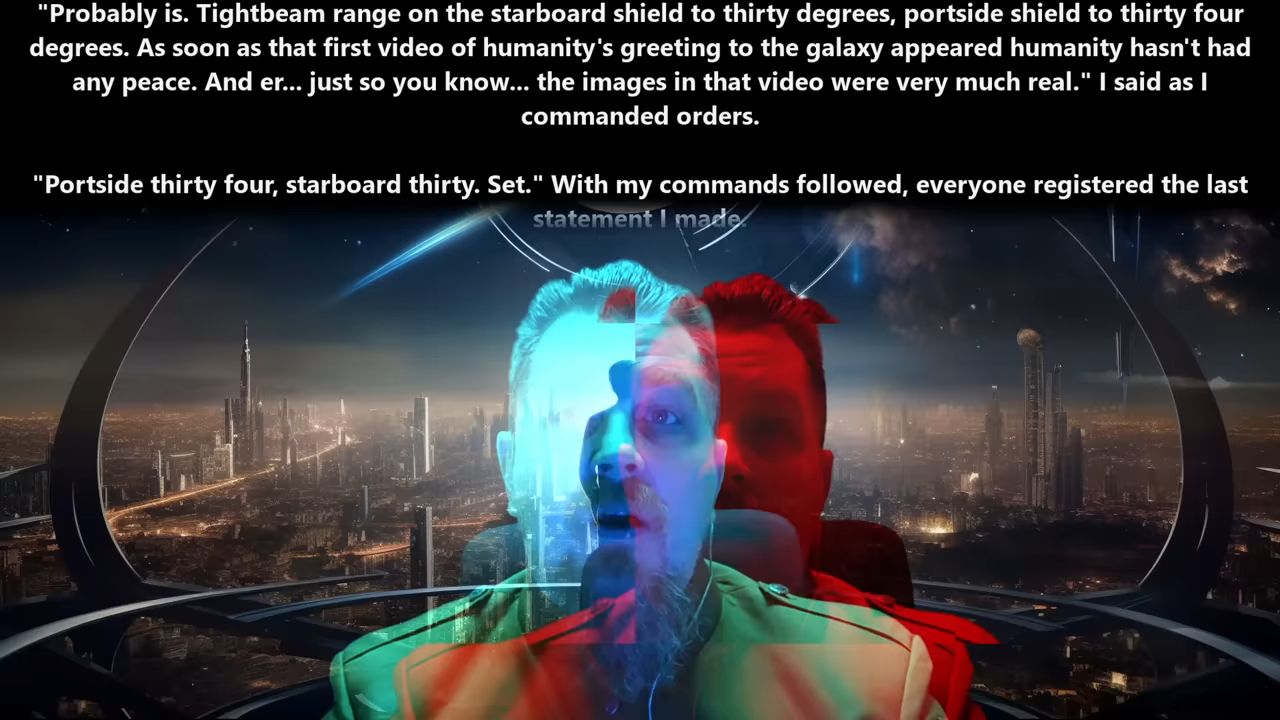 "Probably is. Tightbeam range on the starboard shield to thirty degrees, portside shield to thirty four
degrees. As soon as that first video of humanity's greeting to the galaxy appeared humanity hasn't had
any peace. And er... just so you know... the images in that video were very much real." I said as I
commanded orders.
"Portside thirty four, starboard thirty. Set." With my commands followed, everyone registered the last
statement I made.